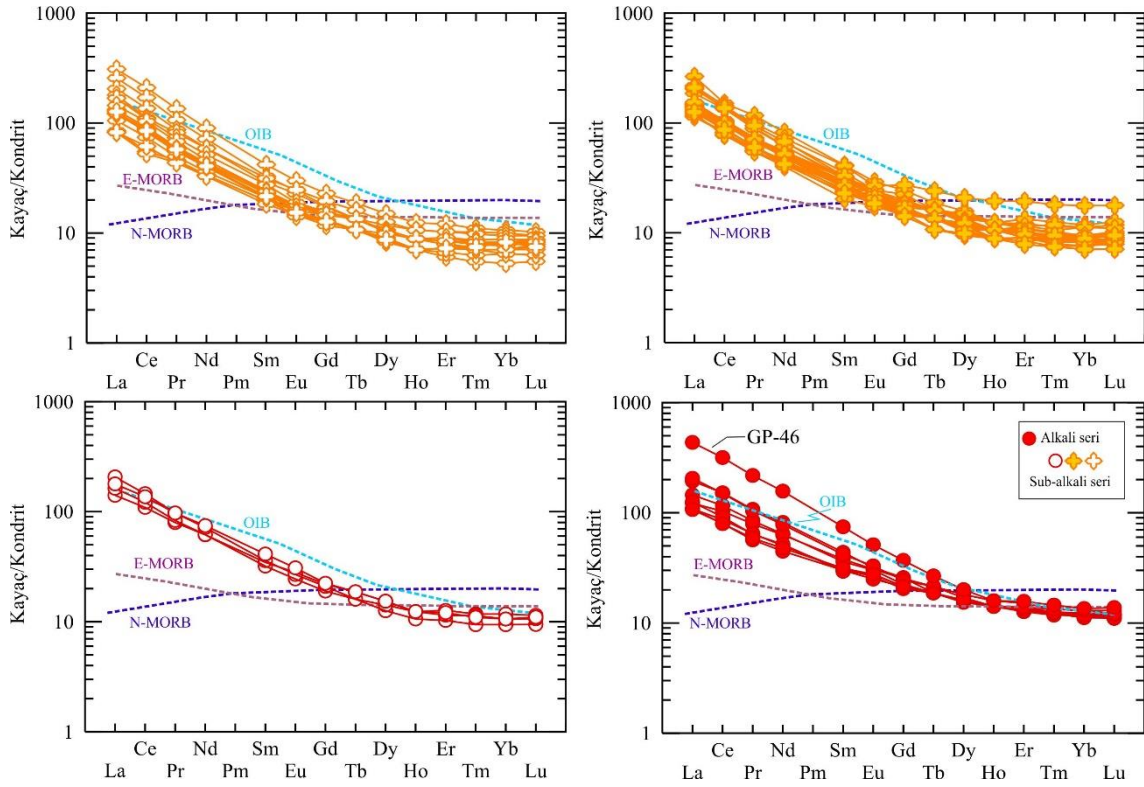 1000
100
10
1
Kayaç/Kondrit
OIB
E-MORB
N-MORB
Ce Nd Sm Gd Dy Er Yb
La Pr Pm Eu Tb Ho Tm Lu
1000
100
10
1
Kayaç/Kondrit
OIB
E-MORB
N-MORB
Ce Nd Sm Gd Dy Er Yb
La Pr Pm Eu Tb Ho Tm Lu
1000
100
10
1
Kayaç/Kondrit
OIB
E-MORB
N-MORB
Ce Nd Sm Gd Dy Er Yb
La Pr Pm Eu Tb Ho Tm Lu
1000
100
10
1
Kayaç/Kondrit
GP-46
Alkali seri
Sub-alkali seri
OIB
E-MORB
N-MORB
Ce Nd Sm Gd Dy Er Yb
La Pr Pm Eu Tb Ho Tm Lu